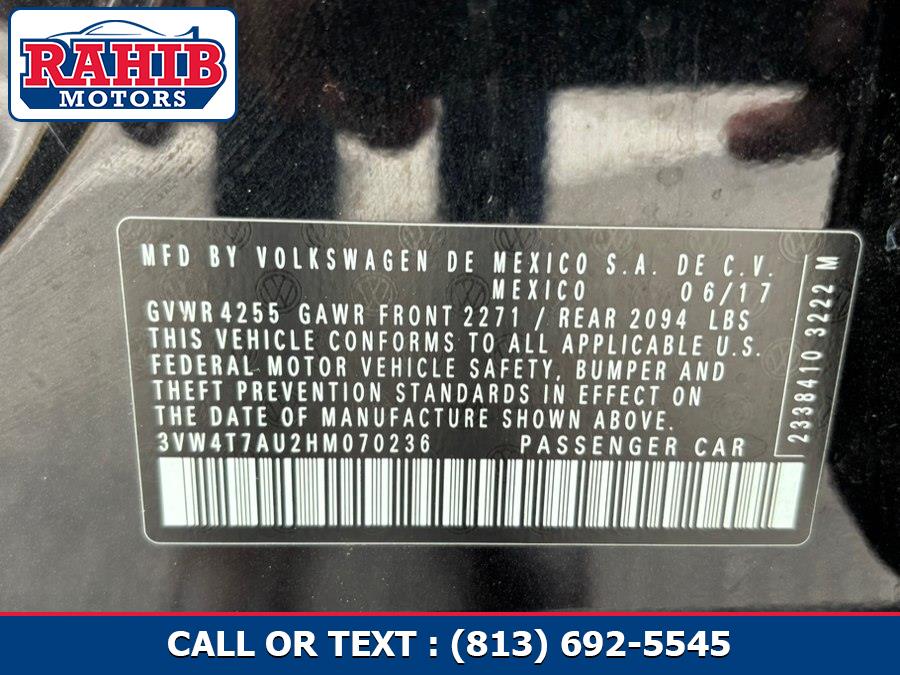 RAHIB
MOTORS
MFD BY VOLKSWAGEN DE MEXICO S.A. DE C.V.
MEXICO 06/17
GVWR 4255 GAWR FRONT 2271 / REAR 2094 LBS
THIS VEHICLE CONFORMS TO ALL APPLICABLE U.S.
FEDERAL MOTOR VEHICLE SAFETY, BUMPER AND
THEFT PREVENTION STANDARDS IN EFFECT ON
THE DATE OF MANUFACTURE SHOWN ABOVE.
3VW4T7AU2HM070236 PASSENGER CAR
2338410 3222 M
CALL OR TEXT : (813) 692-5545